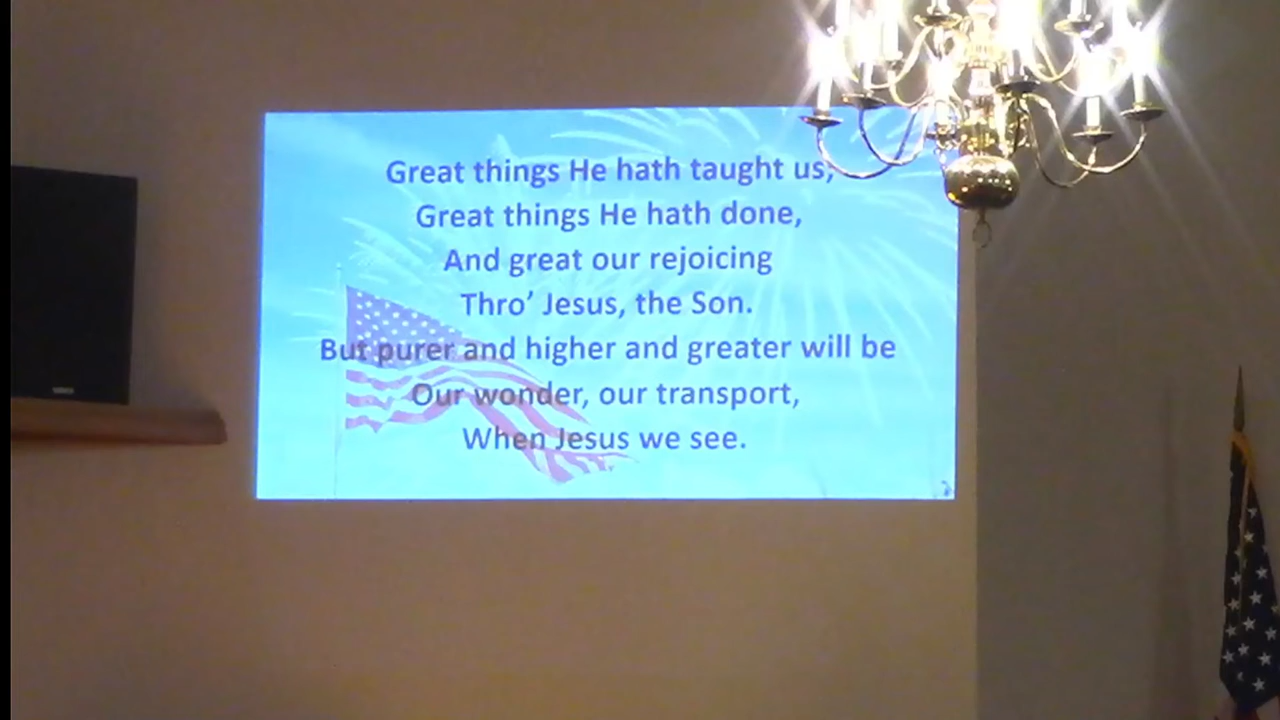 Great things He hath taught us,
Great things He hath done,
And great our rejoicing
Thro’ Jesus, the Son.
But purer and higher and greater will be
Our wonder, our transport,
When Jesus we see.